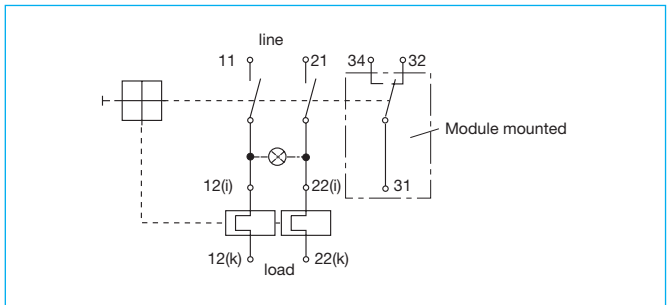 line
11 21 34 32
Module mounted
12(i) 22(i) 31
12(k) 22(k)
load